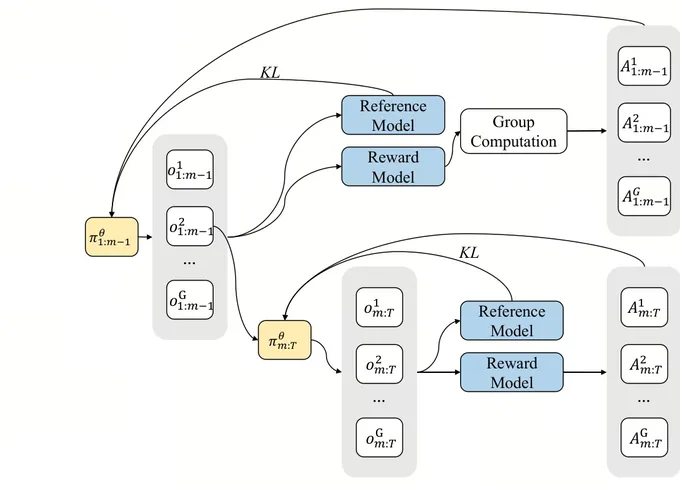 KL
Reference
Model
Reward
Model
Group
Computation
A^1_{1:m−1}
A^2_{1:m−1}
...
A^G_{1:m−1}
π^θ_{1:m−1}
o^1_{1:m−1}
o^2_{1:m−1}
...
o^G_{1:m−1}
KL
π^θ_{m:T}
o^1_{m:T}
o^2_{m:T}
...
o^G_{m:T}
Reference
Model
Reward
Model
A^1_{m:T}
A^2_{m:T}
...
A^G_{m:T}